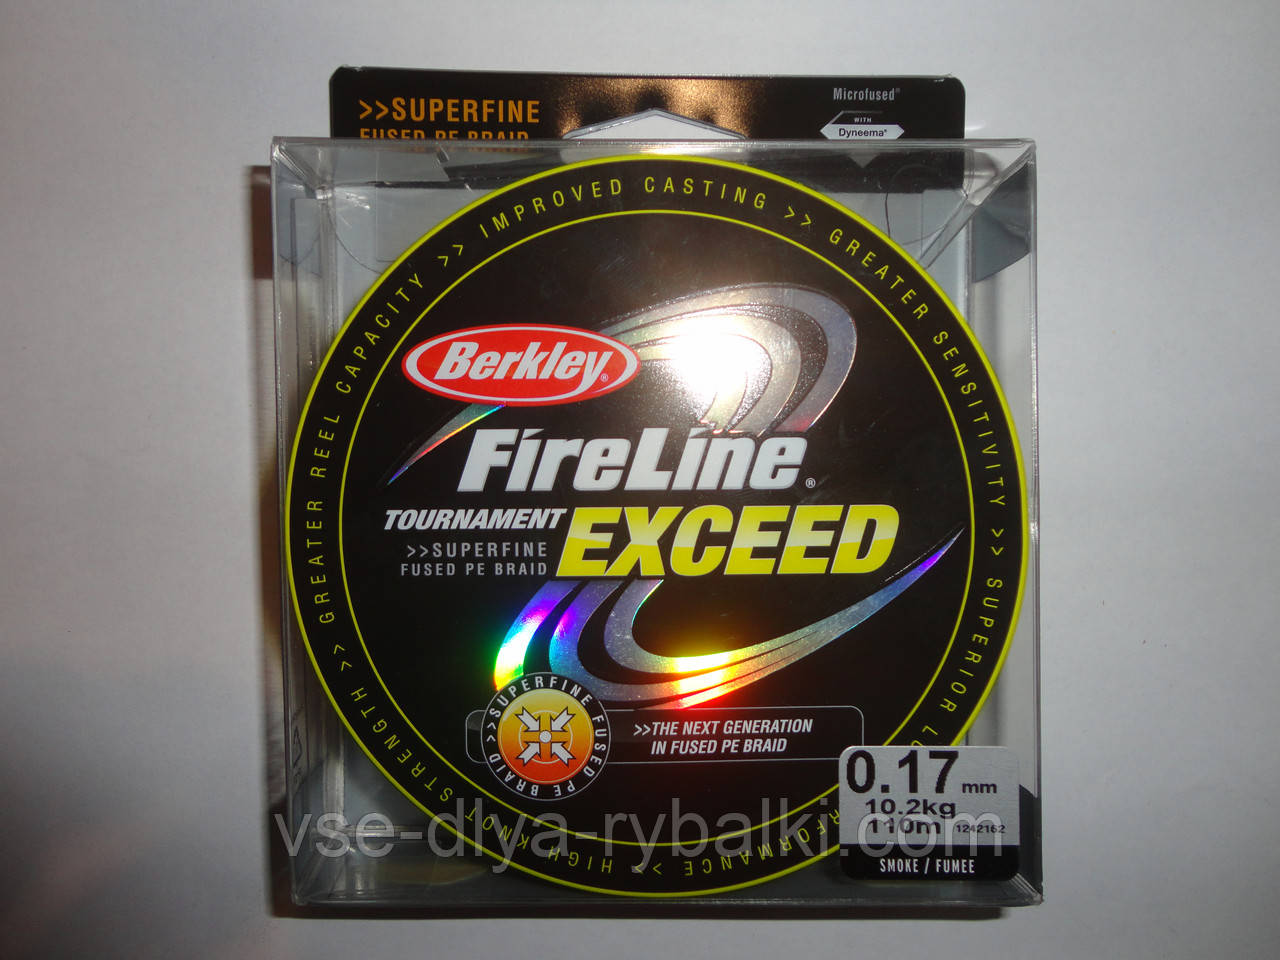 >>SUPERFINE
FUSED PE BRAID
Microfused®
WITH
Dyneema®
>> IMPROVED CASTING >> GREATER SENSITIVITY >> SUPERIOR
>> HIGH KNOT STRENGTH >> GREATER REEL CAPACITY
Berkley®
FireLine®
TOURNAMENT EXCEED
>>SUPERFINE
FUSED PE BRAID
>>SUPERFINE FUSED PE BRAID
>>THE NEXT GENERATION
IN FUSED PE BRAID
0.17 mm
10.2kg
110m 1242162
SMOKE / FUMEE
vse-dlya-rybalki.com